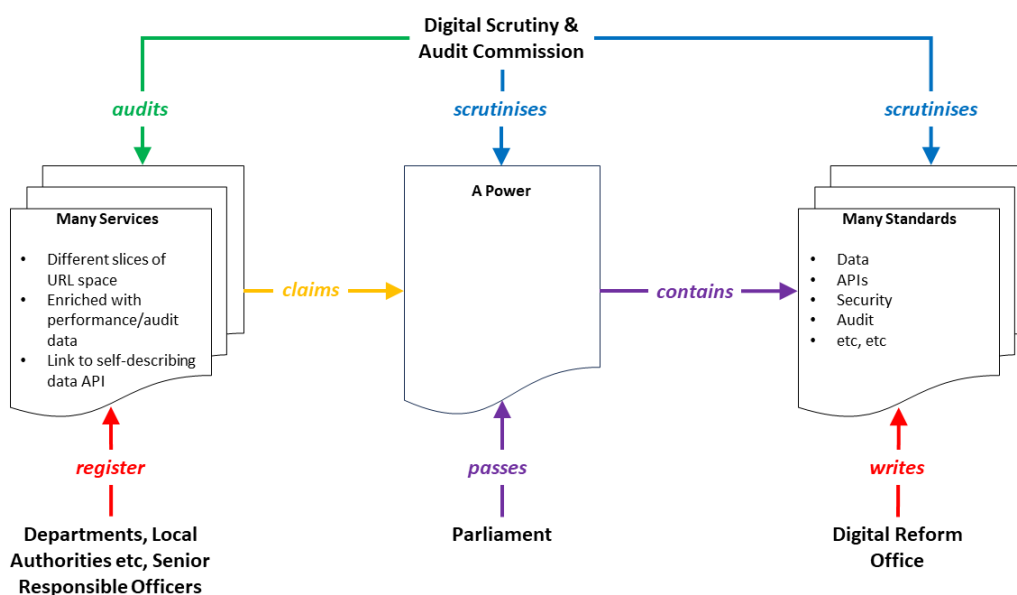 Digital Scrutiny &
Audit Commission
audits
scrutinises
scrutinises
Many Services
• Different slices of
URL space
• Enriched with
performance/audit
data
• Link to self-describing
data API
claims
A Power
contains
Many Standards
• Data
• APIs
• Security
• Audit
• etc, etc
register
passes
writes
Departments, Local
Authorities etc, Senior
Responsible Officers
Parliament
Digital Reform
Office